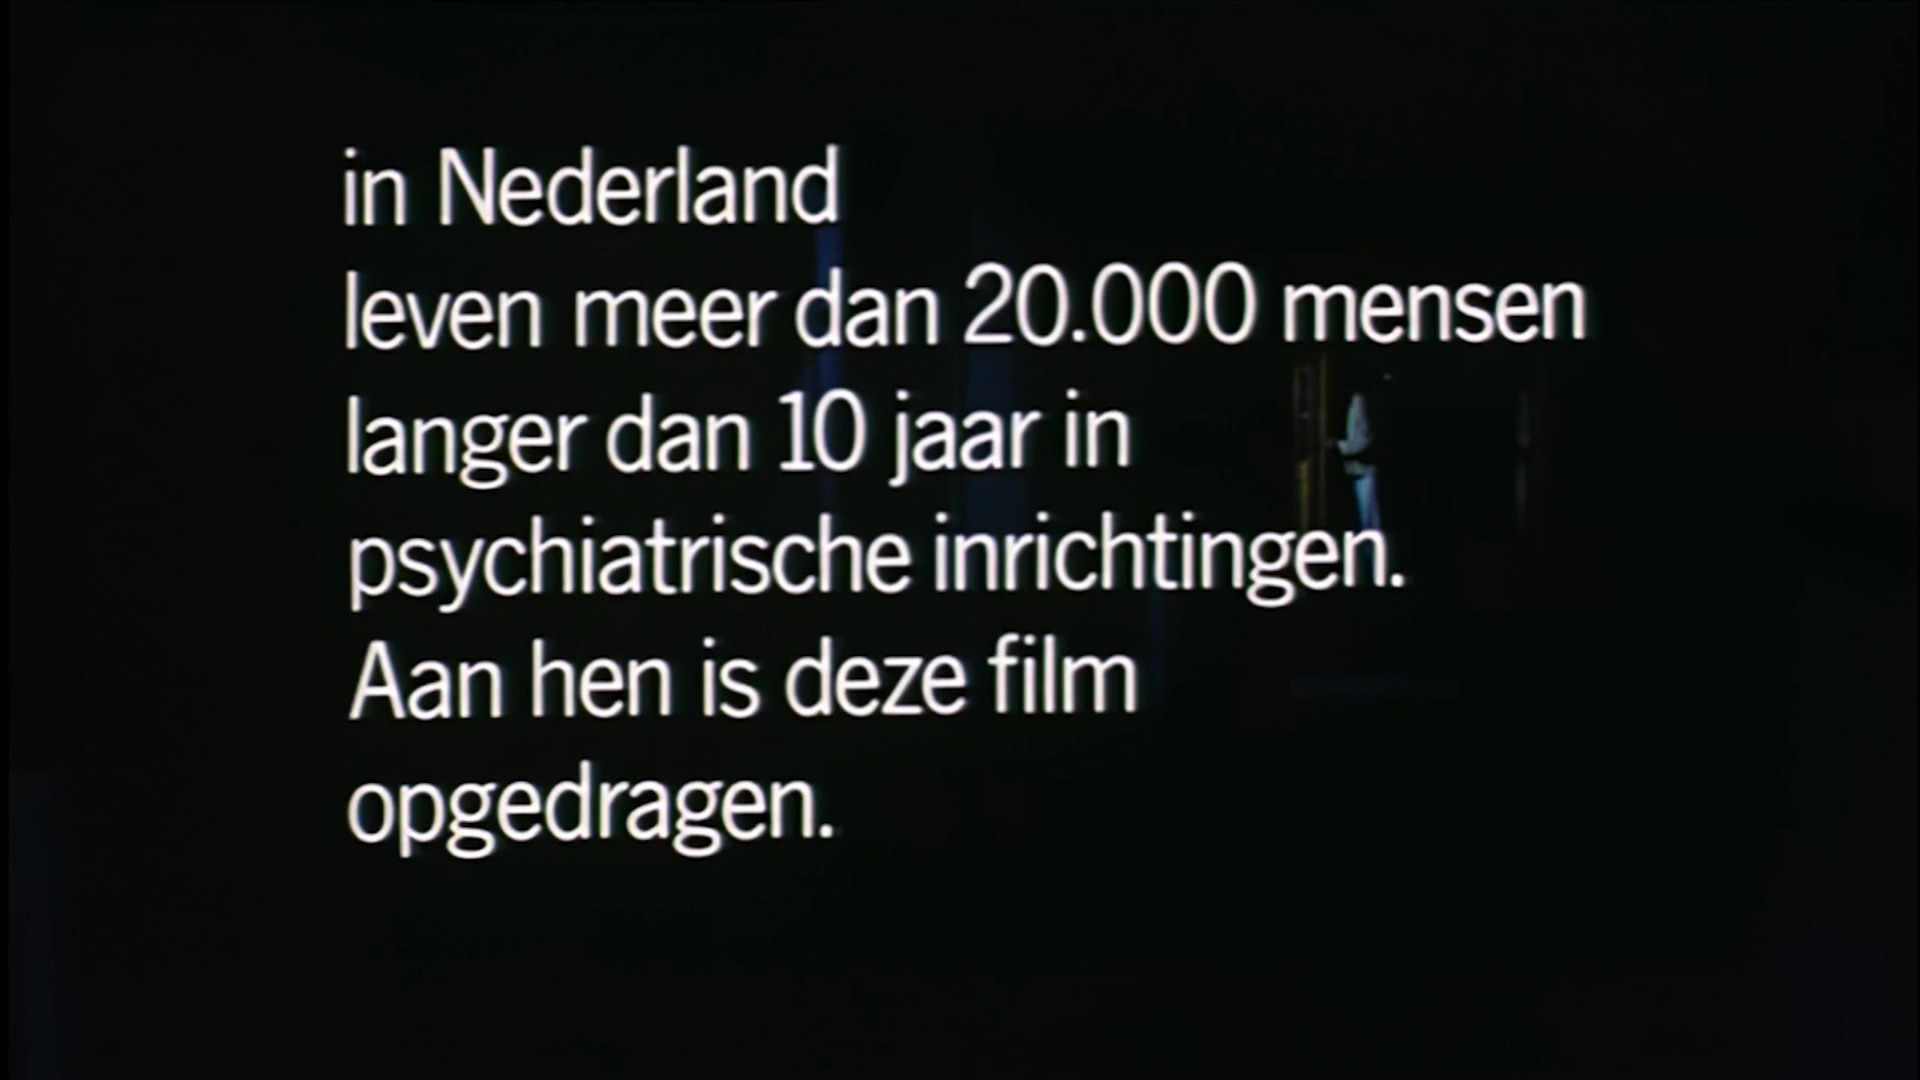 in Nederland
leven meer dan 20.000 mensen
langer dan 10 jaar in
psychiatrische inrichtingen.
Aan hen is deze film
opgedragen.